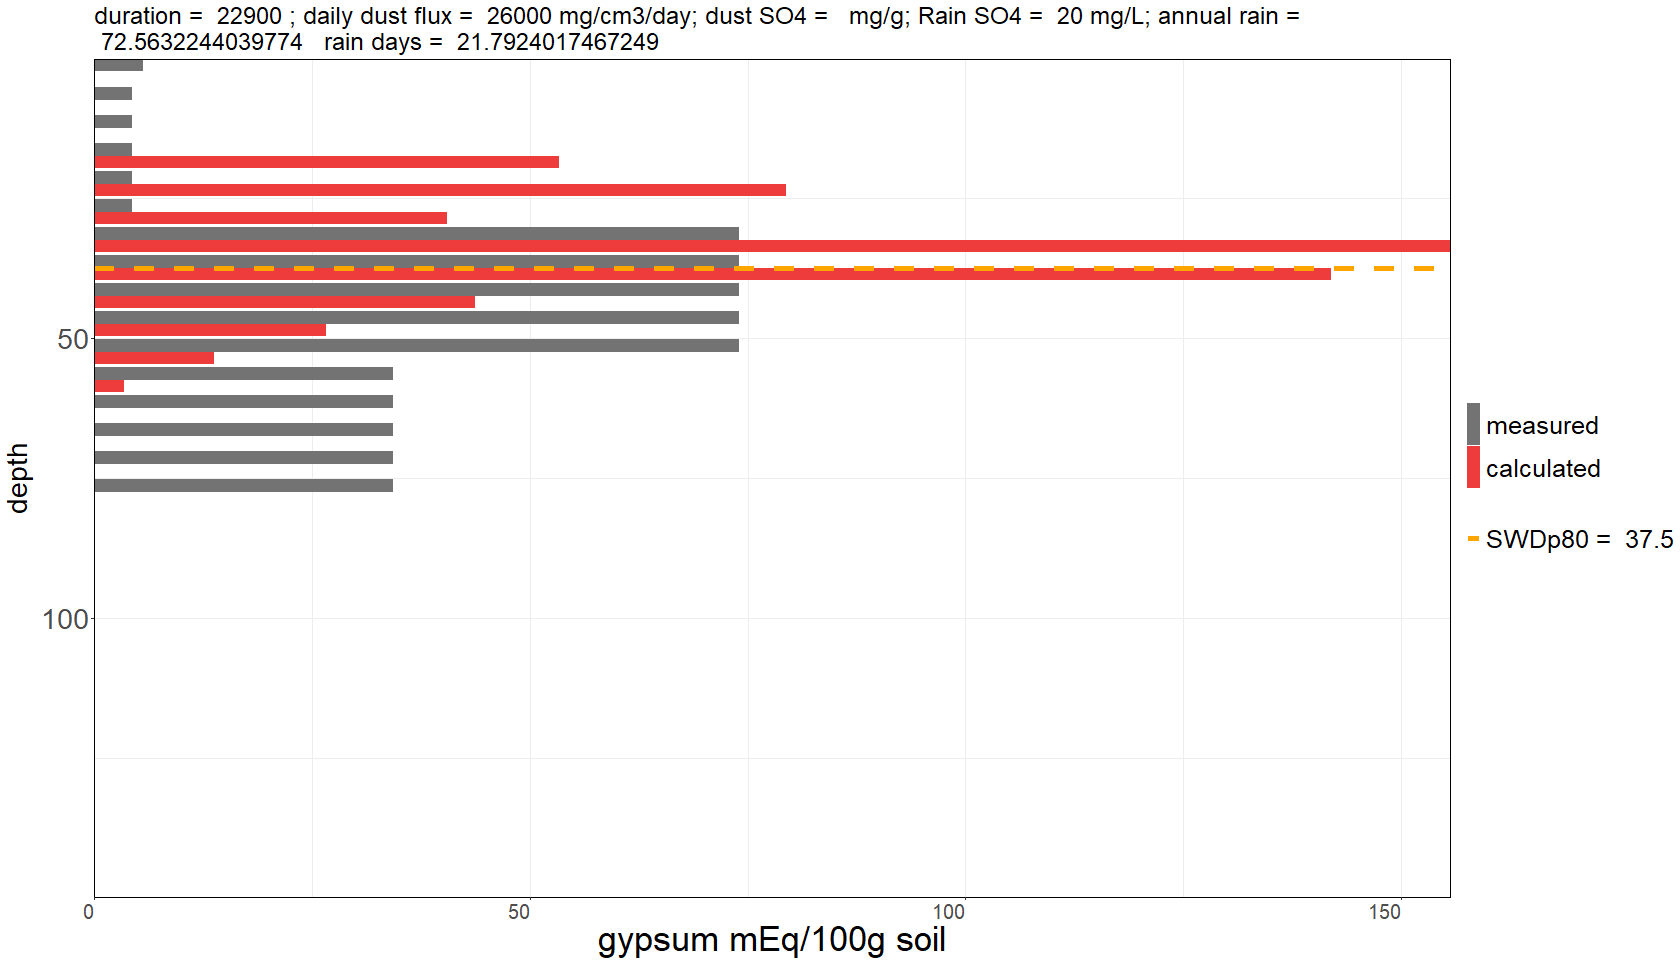 duration =  22900 ; daily dust flux =  26000 mg/cm3/day; dust SO4 =   mg/g; Rain SO4 =  20 mg/L; annual rain =
72.5632244039774   rain days =  21.7924017467249
50
100
depth
0
50
100
150
gypsum mEq/100g soil
measured
calculated
SWDp80 =  37.5